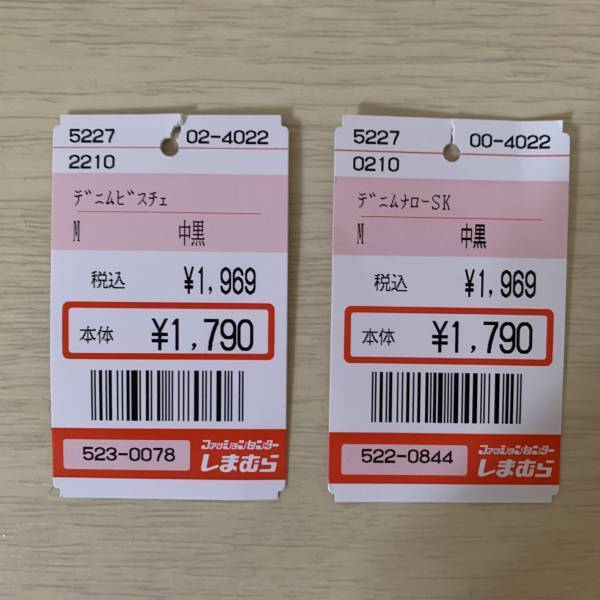 5227 02-4022
2210
ﾃﾞﾆﾑﾋﾞｽﾁｪ
M 中黒
税込 ¥1,969
本体 ¥1,790
523-0078
ファッションセンター
しまむら
5227 00-4022
0210
ﾃﾞﾆﾑﾅﾛｰSK
M 中黒
税込 ¥1,969
本体 ¥1,790
522-0844
ファッションセンター
しまむら